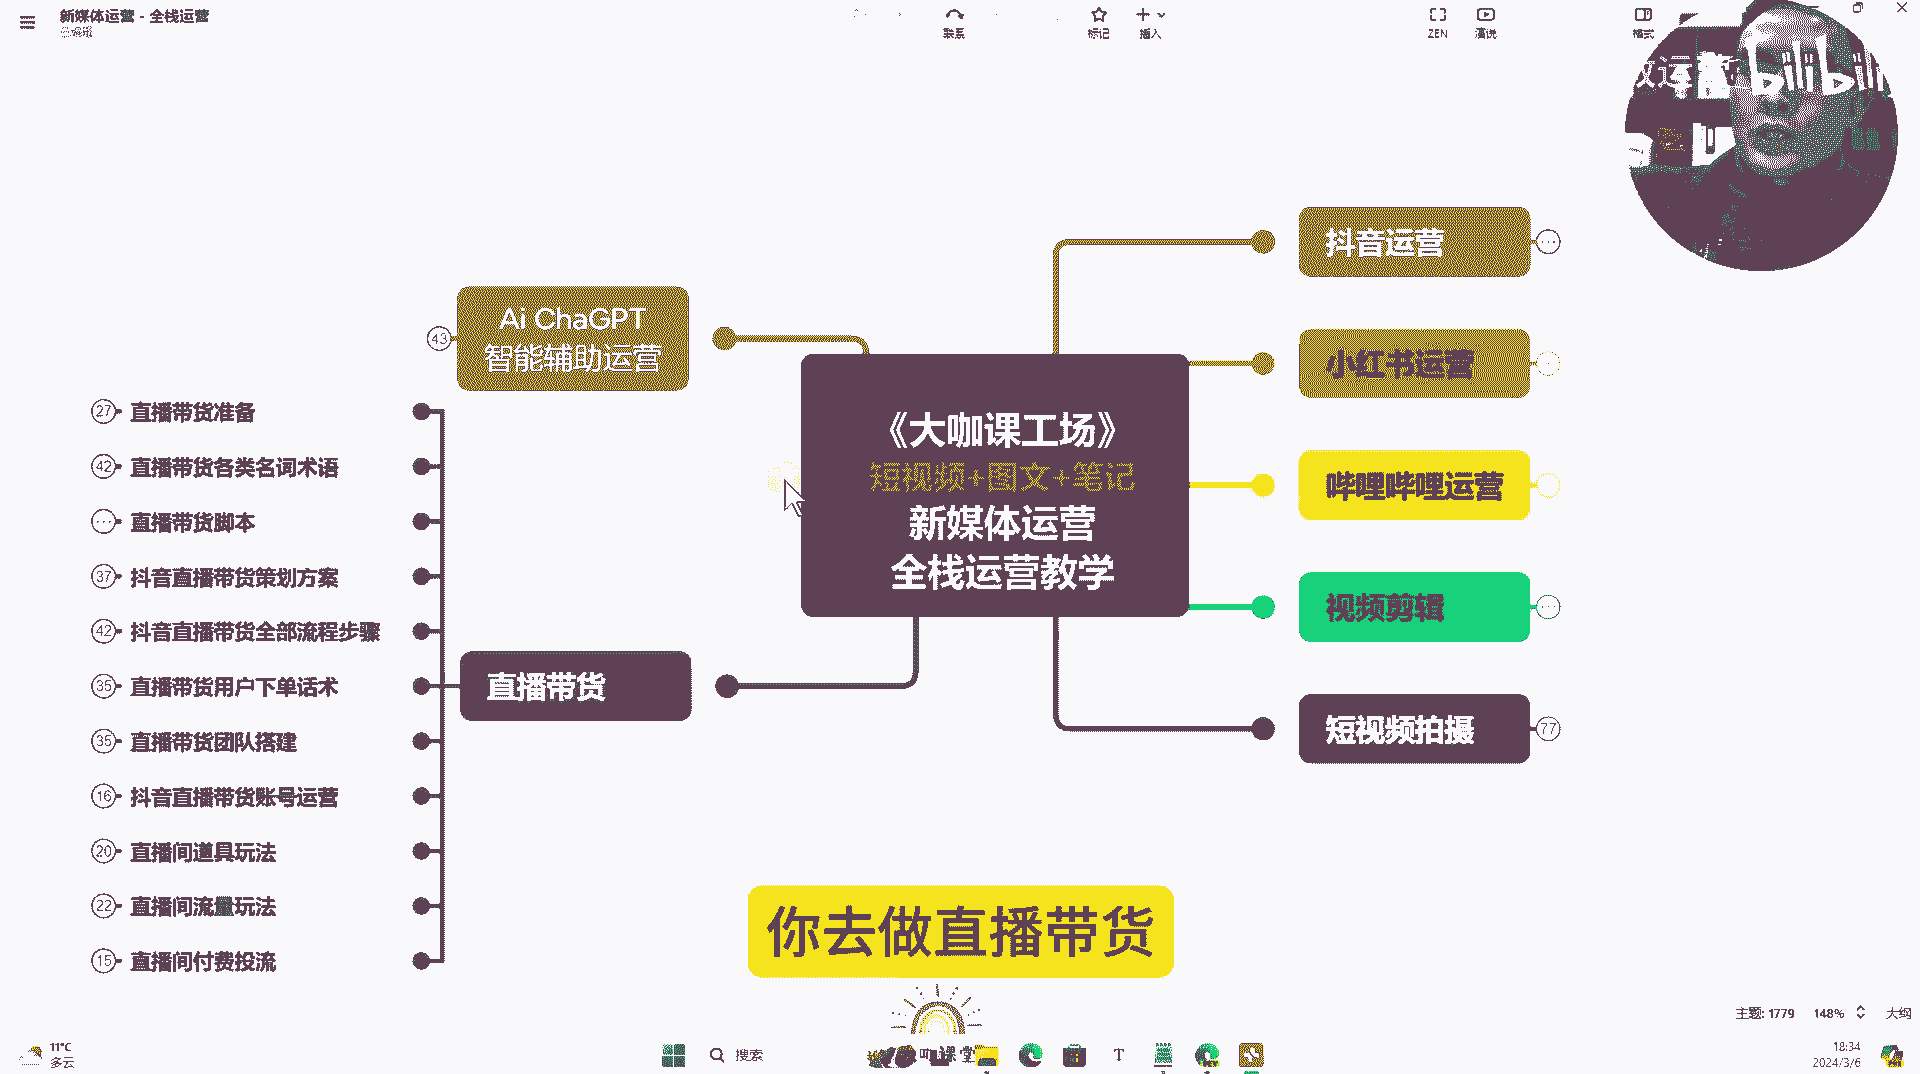 新媒体运营 - 全栈运营
已编辑
联系
标记
插入
ZEN
演说
格式
bilibili
抖音运营
Ai ChaGPT
智能辅助运营
43
小红书运营
《大咖课工场》
短视频+图文+笔记
新媒体运营
全栈运营教学
哔哩哔哩运营
视频剪辑
短视频拍摄
77
直播带货
27 直播带货准备
42 直播带货各类名词术语
直播带货脚本
37 抖音直播带货策划方案
42 抖音直播带货全部流程步骤
35 直播带货用户下单话术
35 直播带货团队搭建
16 抖音直播带货账号运营
20 直播间道具玩法
22 直播间流量玩法
15 直播间付费投流
你去做直播带货
主题: 1779
148%
大纲
11°C
多云
搜索
咖课堂
18:34
2024/3/6